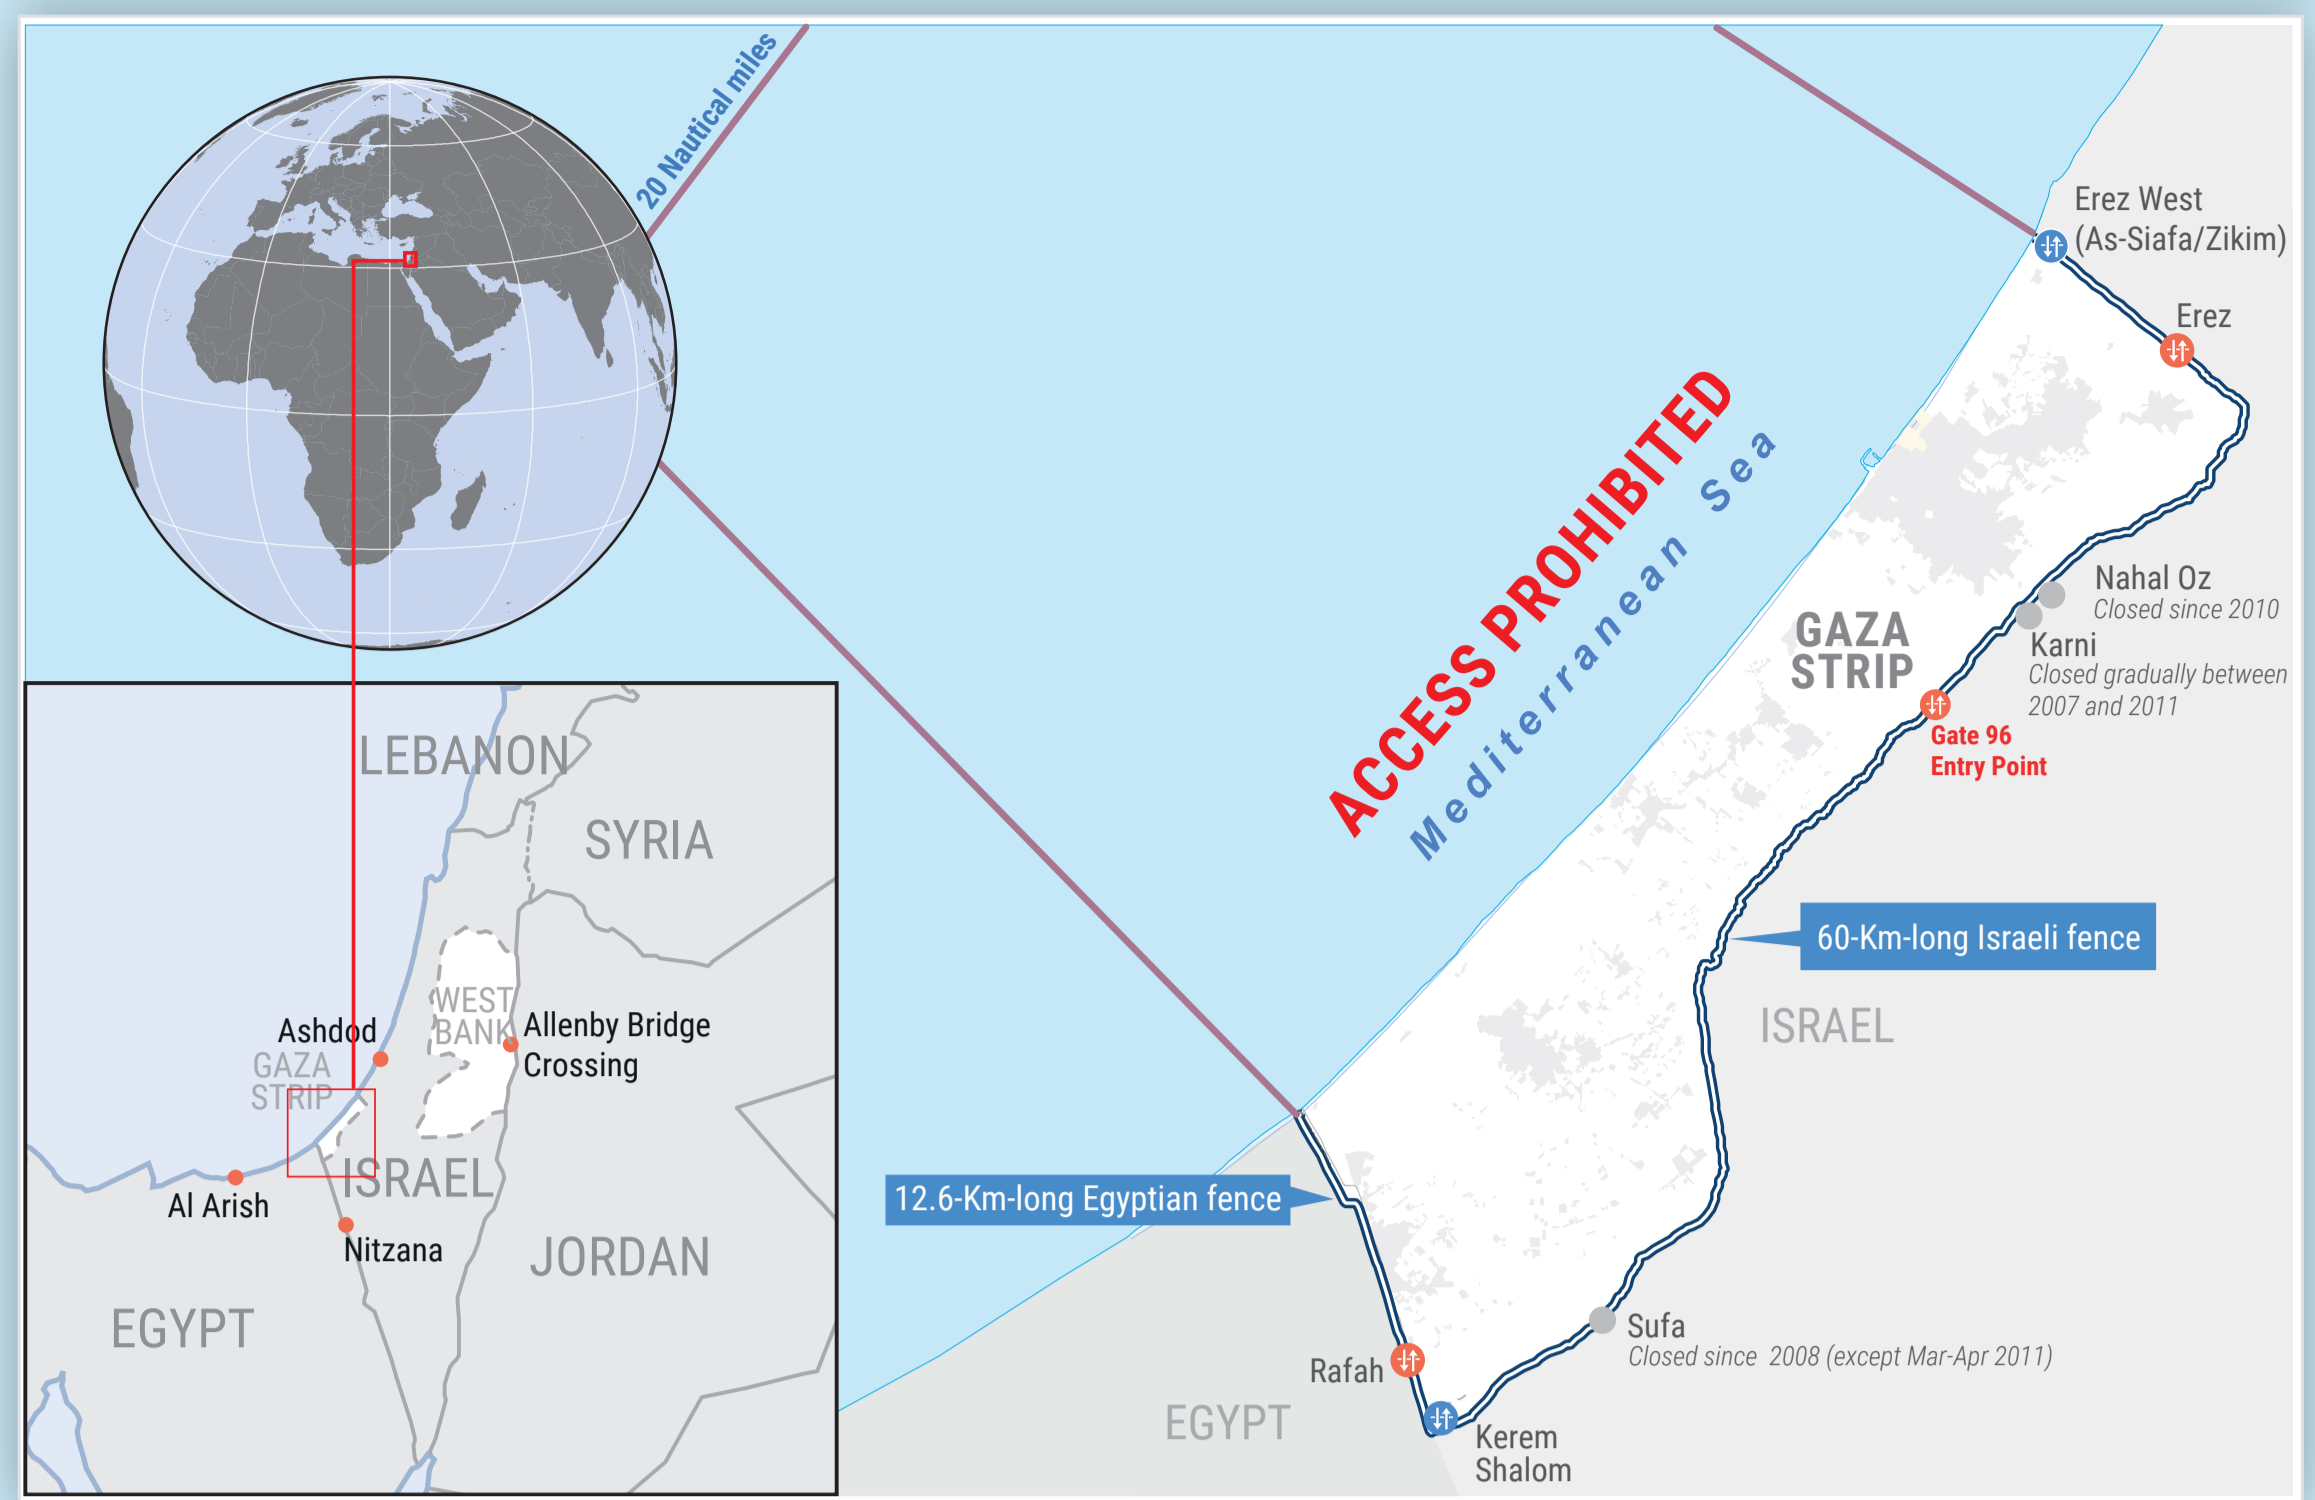 20 Nautical miles
Erez West
(As-Siafa/Zikim)
Erez
ACCESS PROHIBITED
Mediterranean Sea
Nahal Oz
Closed since 2010
GAZA
STRIP
Karni
Closed gradually between
2007 and 2011
Gate 96
Entry Point
60-Km-long Israeli fence
ISRAEL
12.6-Km-long Egyptian fence
Sufa
Closed since 2008 (except Mar-Apr 2011)
Rafah
EGYPT
Kerem
Shalom
LEBANON
SYRIA
WEST
BANK
Ashdod
Allenby Bridge
Crossing
GAZA
STRIP
ISRAEL
Al Arish
Nitzana
JORDAN
EGYPT